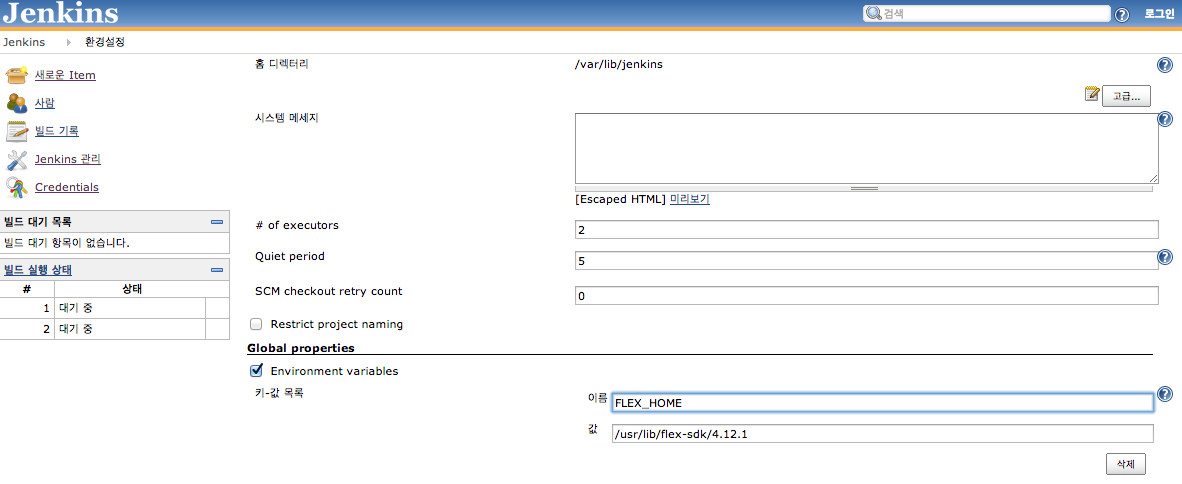 Jenkins
검색
로그인
Jenkins 환경설정
새로운 Item
사람
빌드 기록
Jenkins 관리
Credentials
빌드 대기 목록
빌드 대기 항목이 없습니다.
빌드 실행 상태
# 상태
1 대기 중
2 대기 중
홈 디렉터리 /var/lib/jenkins
고급...
시스템 메세지
[Escaped HTML] 미리보기
# of executors 2
Quiet period 5
SCM checkout retry count 0
Restrict project naming
Global properties
Environment variables
키-값 목록
이름 FLEX_HOME
값 /usr/lib/flex-sdk/4.12.1
삭제